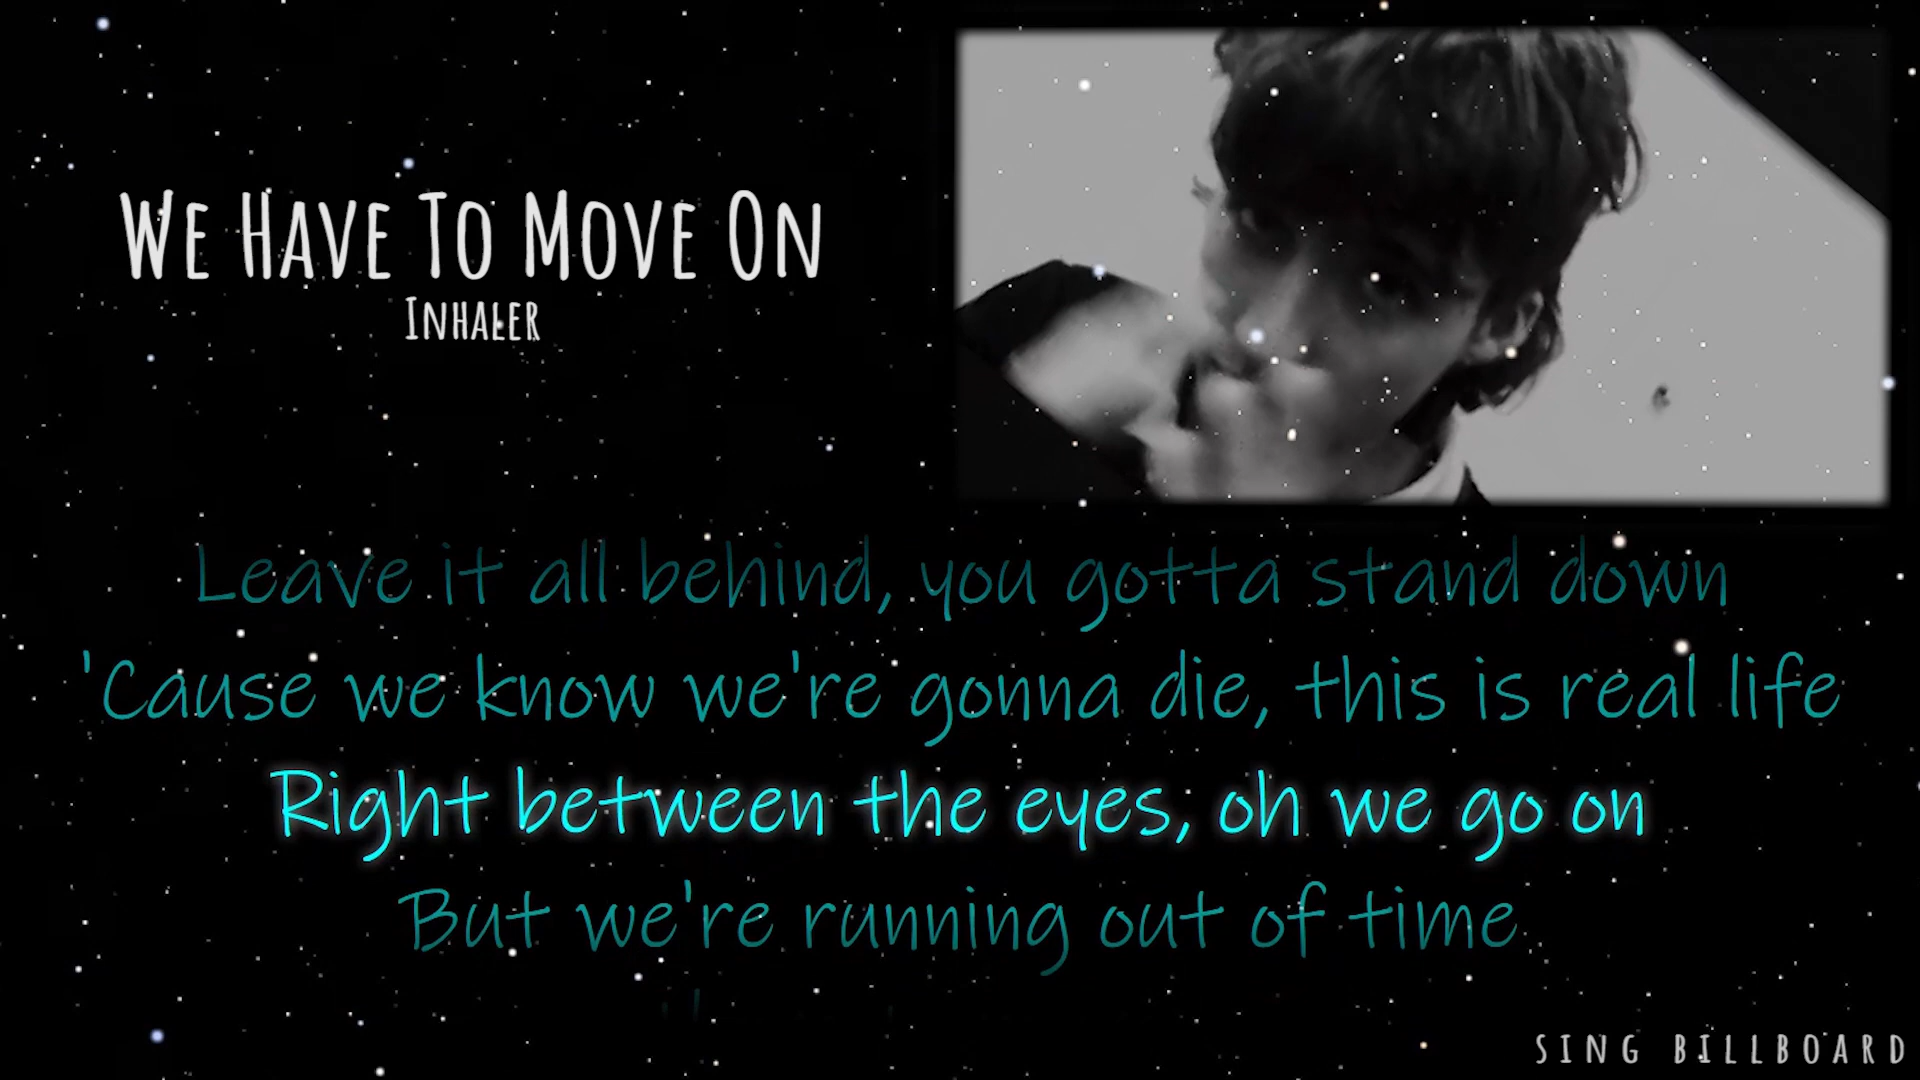 We Have To Move On
Inhaler
Leave it all behind, you gotta stand down
'Cause we know we're gonna die, this is real life
Right between the eyes, oh we go on
But we're running out of time
SING BILLBOARD